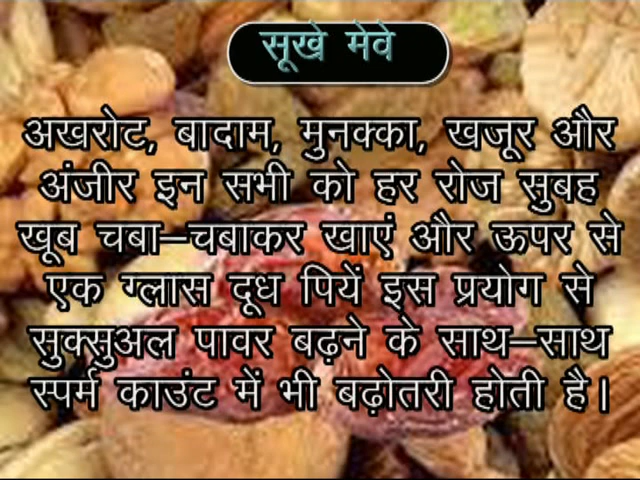 सूखे मेवे
अखरोट, बादाम, मुनक्का, खजूर और
अंजीर इन सभी को हर रोज सुबह
खूब चबा–चबाकर खाएं और ऊपर से
एक ग्लास दूध पियें इस प्रयोग से
सुक्सुअल पावर बढ़ने के साथ–साथ
स्पर्म काउंट में भी बढ़ोतरी होती है।